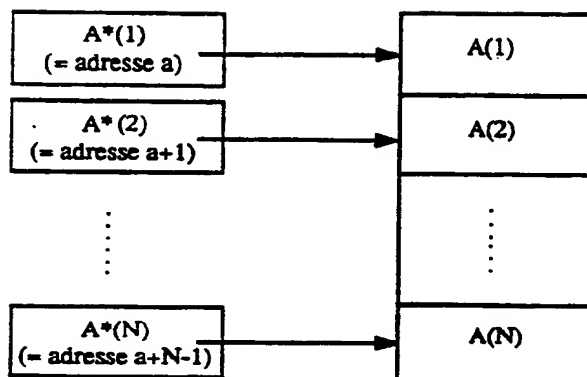 A*(1)
(= adresse a)
A(1)
A*(2)
(= adresse a+1)
A(2)
A*(N)
(= adresse a+N-1)
A(N)